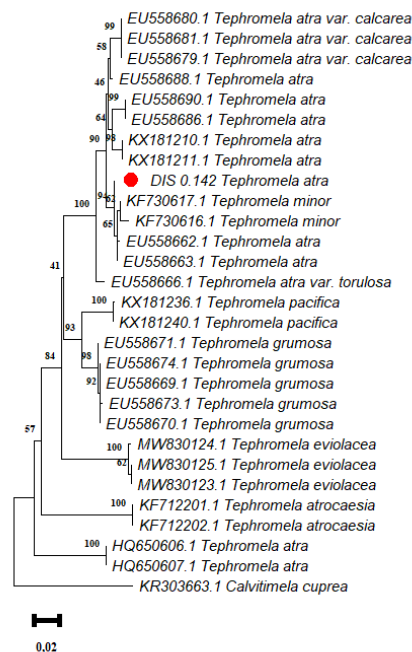 99
EU558680.1 Tephromela atra var. calcarea
58
EU558681.1 Tephromela atra var. calcarea
EU558679.1 Tephromela atra var. calcarea
46
EU558688.1 Tephromela atra
99
EU558690.1 Tephromela atra
64
EU558686.1 Tephromela atra
90
98
KX181210.1 Tephromela atra
KX181211.1 Tephromela atra
DIS 0.142 Tephromela atra
94
62
KF730617.1 Tephromela minor
100
KF730616.1 Tephromela minor
65
EU558662.1 Tephromela atra
EU558663.1 Tephromela atra
41
EU558666.1 Tephromela atra var. torulosa
100
KX181236.1 Tephromela pacifica
93
KX181240.1 Tephromela pacifica
EU558671.1 Tephromela grumosa
84
98
EU558674.1 Tephromela grumosa
92
EU558669.1 Tephromela grumosa
EU558673.1 Tephromela grumosa
57
EU558670.1 Tephromela grumosa
100
MW830124.1 Tephromela eviolacea
62
MW830125.1 Tephromela eviolacea
MW830123.1 Tephromela eviolacea
100
KF712201.1 Tephromela atrocaesia
KF712202.1 Tephromela atrocaesia
100
HQ650606.1 Tephromela atra
HQ650607.1 Tephromela atra
KR303663.1 Calvitimela cuprea
0.02